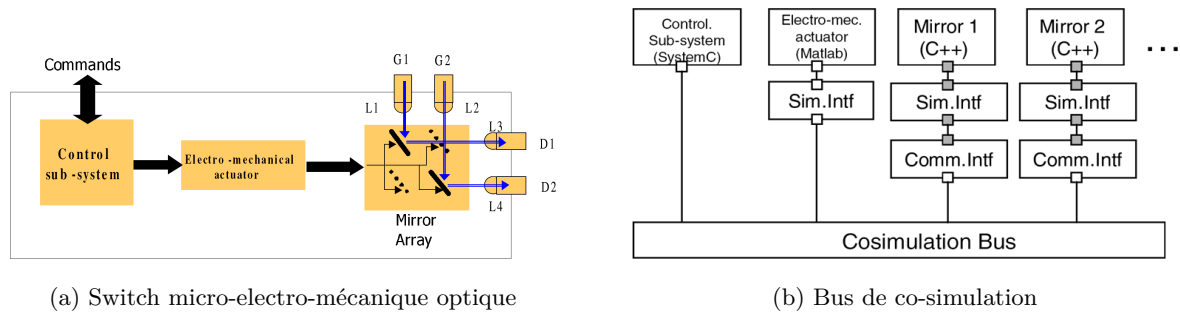 Commands
Control
sub-system
Electro-mechanical
actuator
G1
G2
L1
L2
L3
D1
D2
L4
Mirror
Array
(a) Switch micro-electro-mécanique optique
Control.
Sub-system
(SystemC)
Electro-mec.
actuator
(Matlab)
Mirror 1
(C++)
Mirror 2
(C++)
...
Sim.Intf
Sim.Intf
Sim.Intf
Comm.Intf
Comm.Intf
Cosimulation Bus
(b) Bus de co-simulation